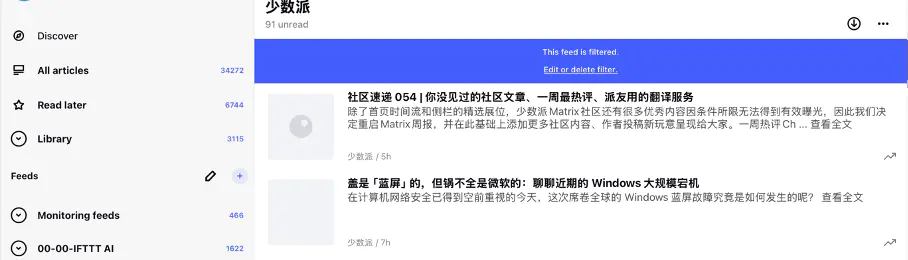 少数派
91 unread
Discover
All articles 34272
Read later 6744
Library 3115
Feeds
Monitoring feeds 466
00-00-IFTTT AI 1622
This feed is filtered.
Edit or delete filter.
社区速递 054 | 你没见过的社区文章、一周最热评、派友用的翻译服务
除了首页时间流和侧栏的精选展位，少数派 Matrix 社区还有很多优秀内容因条件所限无法得到有效曝光，因此我们决
定重启 Matrix 周报，并在此基础上添加更多社区内容、作者投稿新玩意呈现给大家。一周热评 Ch ... 查看全文
少数派 / 5h
盖是「蓝屏」的，但锅不全是微软的：聊聊近期的 Windows 大规模宕机
在计算机网络安全已得到空前重视的今天，这次席卷全球的 Windows 蓝屏故障究竟是如何发生的呢？ 查看全文
少数派 / 7h